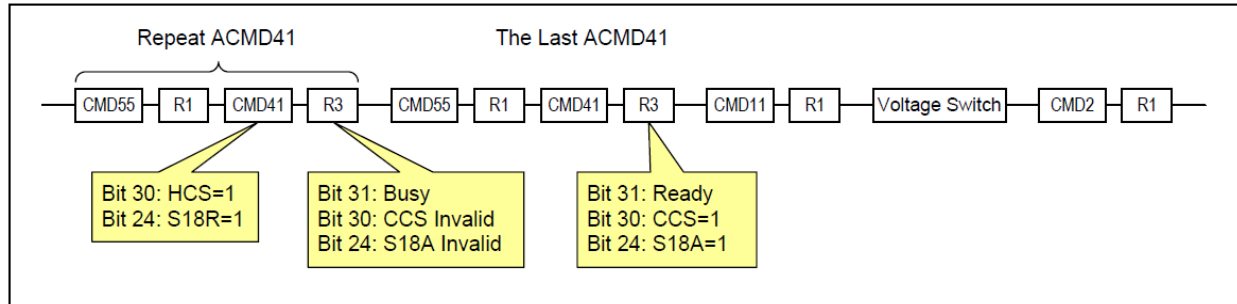 Repeat ACMD41 The Last ACMD41
CMD55 R1 CMD41 R3 CMD55 R1 CMD41 R3 CMD11 R1 Voltage Switch CMD2 R1
Bit 30: HCS=1
Bit 24: S18R=1
Bit 31: Busy
Bit 30: CCS Invalid
Bit 24: S18A Invalid
Bit 31: Ready
Bit 30: CCS=1
Bit 24: S18A=1